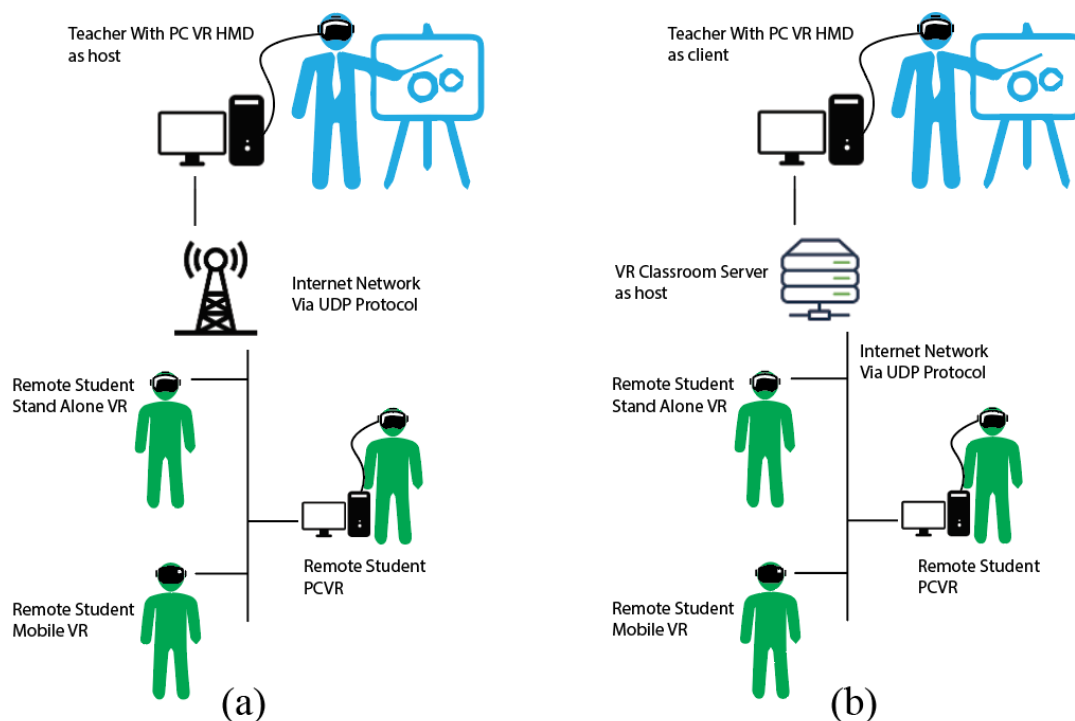 Teacher With PC VR HMD
as host
Internet Network
Via UDP Protocol
Remote Student
Stand Alone VR
Remote Student
PCVR
Remote Student
Mobile VR
(a)
Teacher With PC VR HMD
as client
VR Classroom Server
as host
Internet Network
Via UDP Protocol
Remote Student
Stand Alone VR
Remote Student
PCVR
Remote Student
Mobile VR
(b)